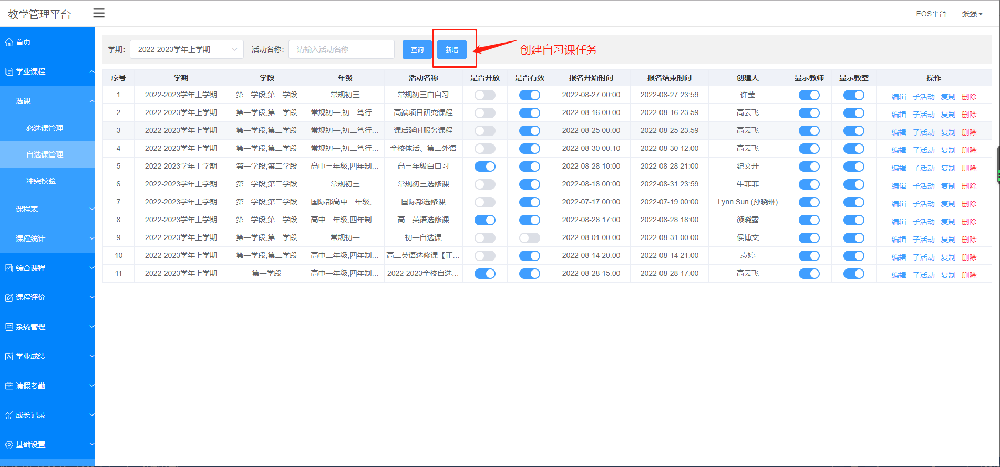 教学管理平台
EOS平台
张强
首页
学业课程
选课
必选课管理
自选课管理
冲突校验
课程表
课程统计
综合课程
课程评价
系统管理
学业成绩
请假考勤
成长记录
基础设置
学期: 2022-2023学年上学期 活动名称: 请输入活动名称 查询 新增 创建自习课任务
序号 学期 学段 年级 活动名称 是否开放 是否有效 报名开始时间 报名结束时间 创建人 显示教师 显示教室 操作
1 2022-2023学年上学期 第一学段,第二学段 常规初三 常规初三白自习 2022-08-27 00:00 2022-08-27 23:59 许莹 编辑 子活动 复制 删除
2 2022-2023学年上学期 第一学段,第二学段 常规初一,初二笃行... 高端项目研究课程 2022-08-16 00:00 2022-08-16 23:59 高云飞 编辑 子活动 复制 删除
3 2022-2023学年上学期 第一学段,第二学段 常规初一,初二笃行... 课后延时服务课程 2022-08-25 00:00 2022-08-25 23:59 高云飞 编辑 子活动 复制 删除
4 2022-2023学年上学期 第一学段,第二学段 常规初一,初二笃行... 全校体活、第二外语 2022-08-30 00:10 2022-08-30 12:00 高云飞 编辑 子活动 复制 删除
5 2022-2023学年上学期 第一学段,第二学段 高中三年级,四年制... 高三年级白自习 2022-08-28 10:00 2022-08-28 21:00 纪文开 编辑 子活动 复制 删除
6 2022-2023学年上学期 第一学段,第二学段 常规初三 常规初三选修课 2022-08-18 00:00 2022-08-31 23:59 牛菲菲 编辑 子活动 复制 删除
7 2022-2023学年上学期 第一学段,第二学段 国际部高中一年级,... 国际部选修课 2022-07-17 00:00 2022-07-19 00:00 Lynn Sun (孙晓琳) 编辑 子活动 复制 删除
8 2022-2023学年上学期 第一学段,第二学段 高中一年级,四年制... 高一英语选修课 2022-08-28 17:00 2022-08-28 18:00 颜晓露 编辑 子活动 复制 删除
9 2022-2023学年上学期 第一学段,第二学段 常规初一 初一自选课 2022-08-01 00:00 2022-08-31 00:00 侯博文 编辑 子活动 复制 删除
10 2022-2023学年上学期 第一学段,第二学段 高中二年级,四年制... 高二英语选修课【正... 2022-08-14 20:00 2022-08-14 21:00 袁婷 编辑 子活动 复制 删除
11 2022-2023学年上学期 第一学段 高中一年级,四年制... 2022-2023全校自选... 2022-08-28 15:00 2022-08-28 17:00 高云飞 编辑 子活动 复制 删除